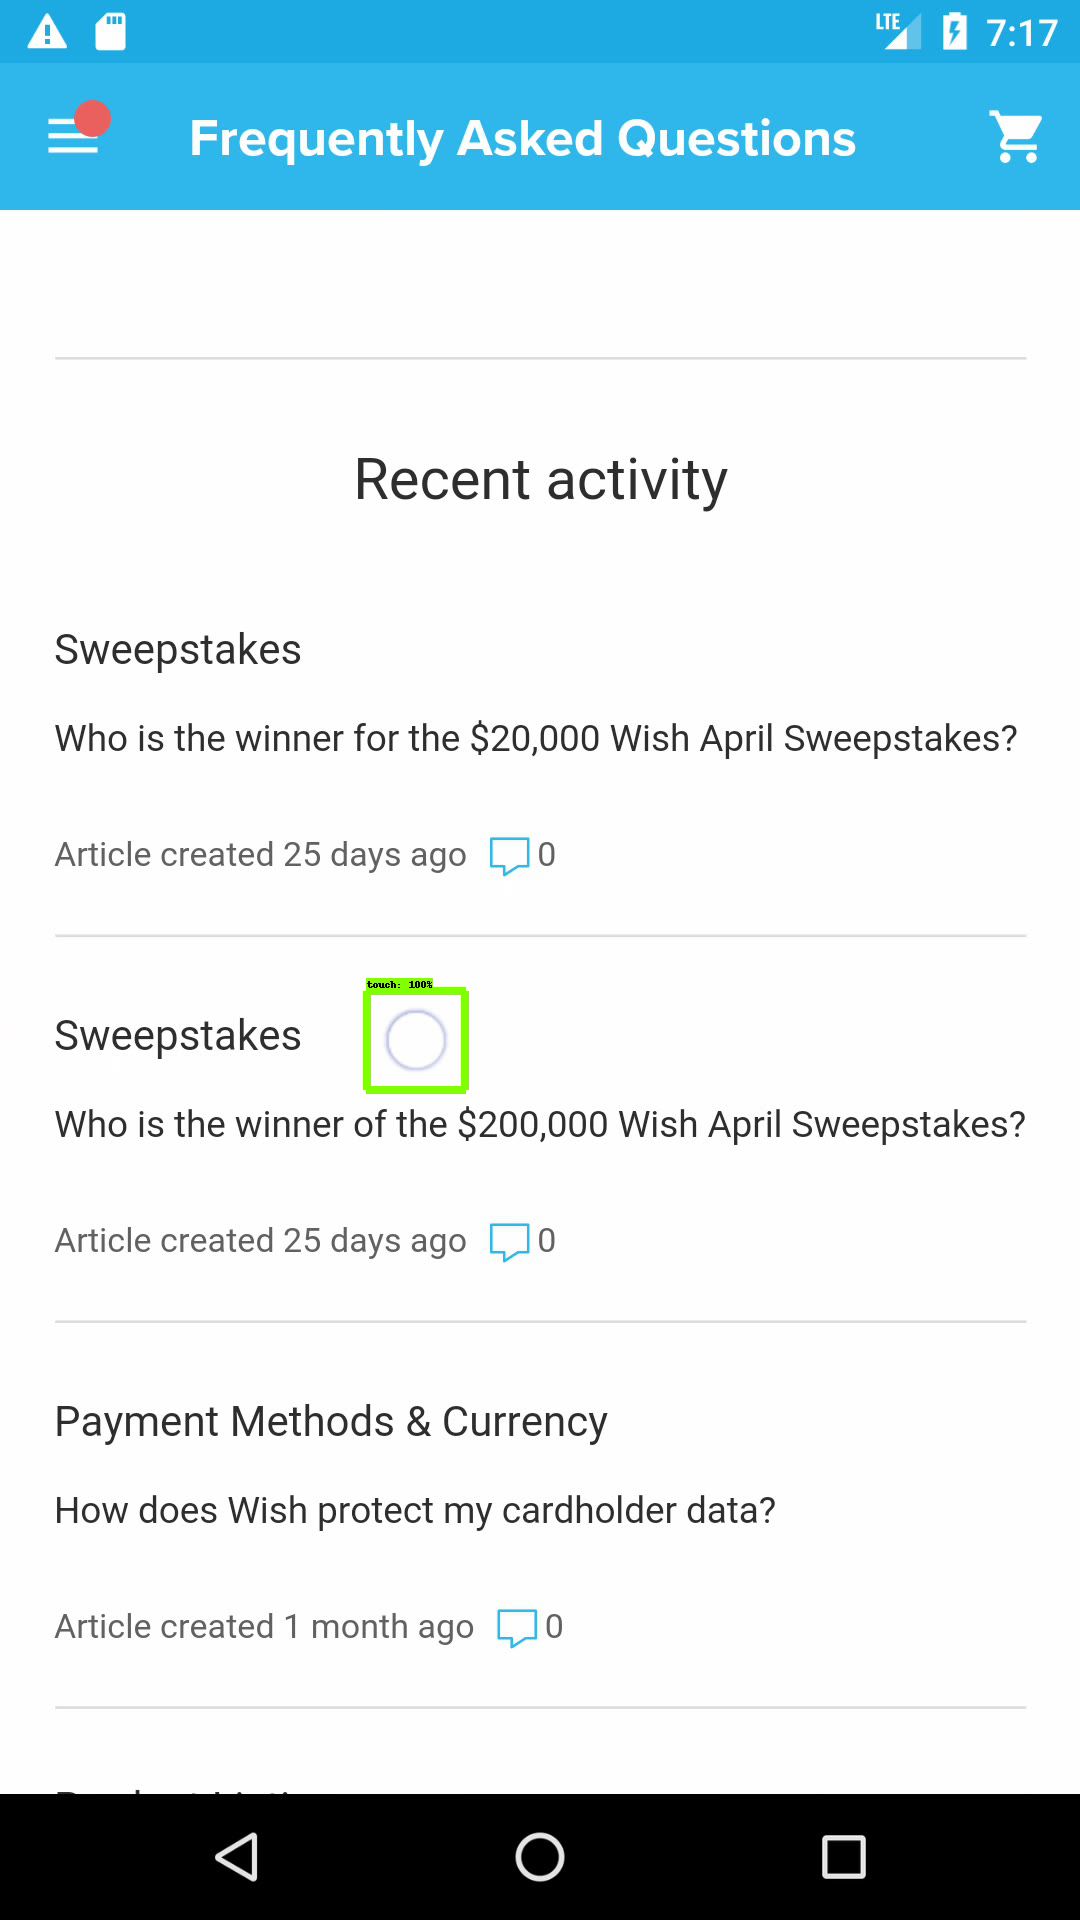 LTE 7:17
Frequently Asked Questions
Recent activity
Sweepstakes
Who is the winner for the $20,000 Wish April Sweepstakes?
Article created 25 days ago 0
touch: 100%
Sweepstakes
Who is the winner of the $200,000 Wish April Sweepstakes?
Article created 25 days ago 0
Payment Methods & Currency
How does Wish protect my cardholder data?
Article created 1 month ago 0